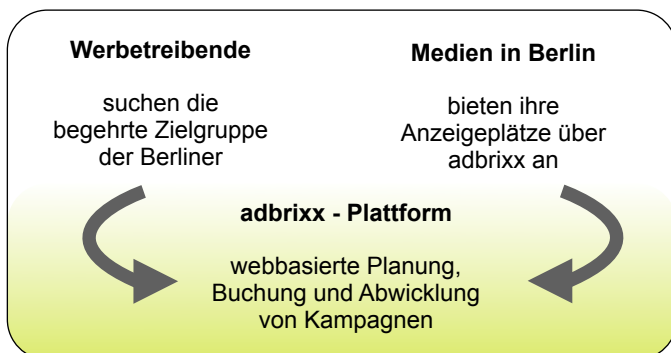 Werbetreibende
suchen die
begehrte Zielgruppe
der Berliner
Medien in Berlin
bieten ihre
Anzeigeplätze über
adbrixx an
adbrixx - Plattform
webbasierte Planung,
Buchung und Abwicklung
von Kampagnen